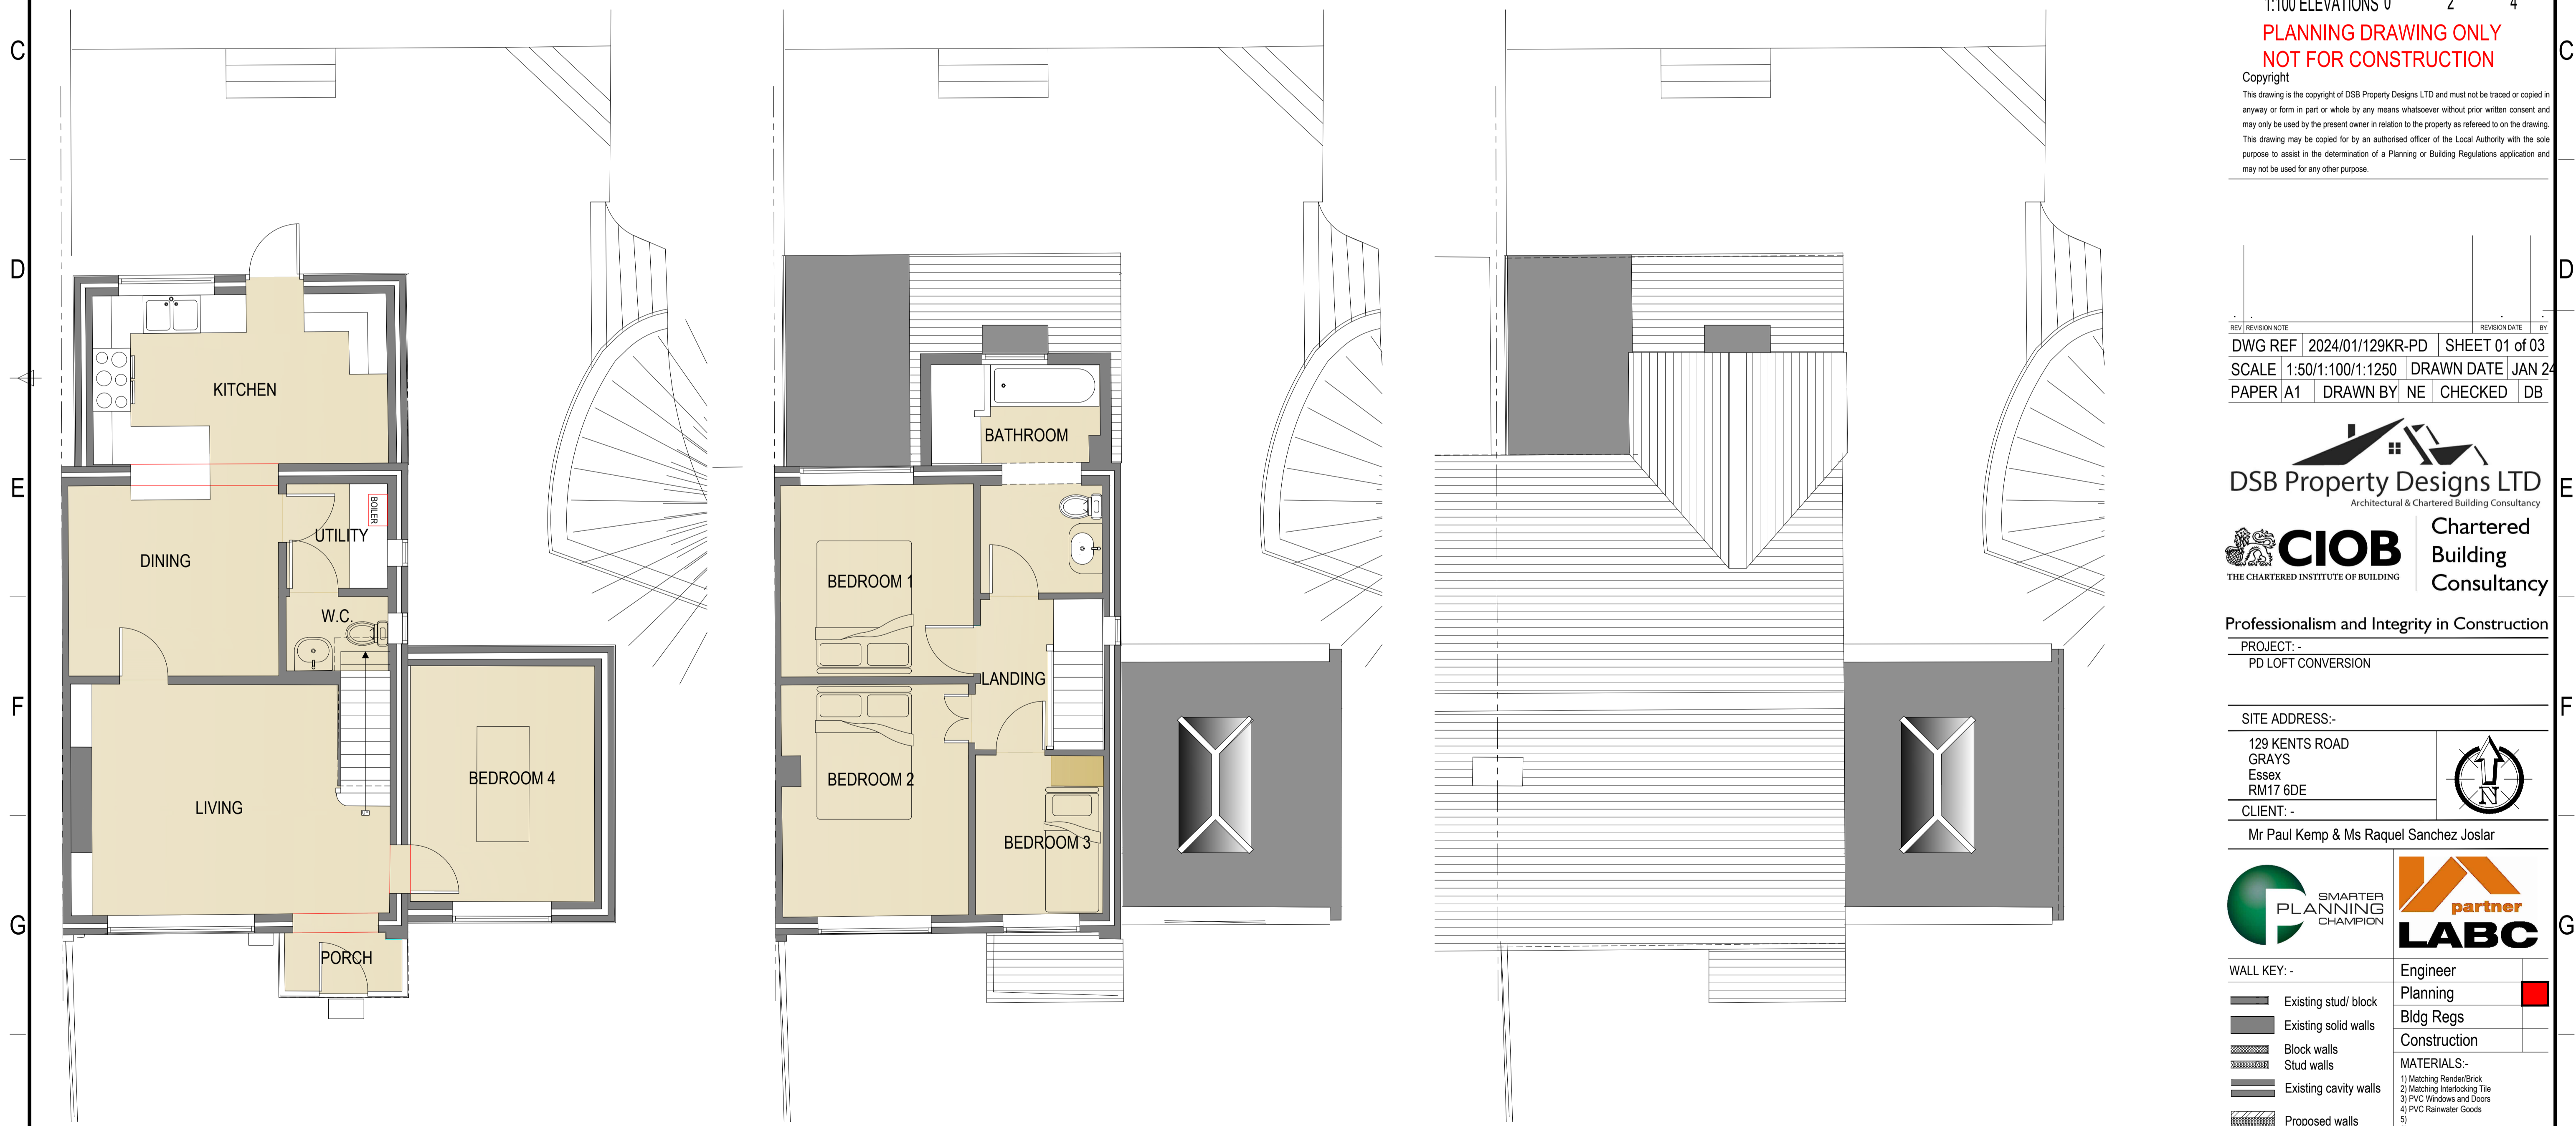 C
D
E
F
G
KITCHEN
BOILER
UTILITY
DINING
W.C.
LIVING
UP
BEDROOM 4
PORCH
BATHROOM
BEDROOM 1
LANDING
BEDROOM 2
BEDROOM 3
1:100 ELEVATIONS 0 2 4
PLANNING DRAWING ONLY
NOT FOR CONSTRUCTION
Copyright
This drawing is the copyright of DSB Property Designs LTD and must not be traced or copied in
anyway or form in part or whole by any means whatsoever without prior written consent and
may only be used by the present owner in relation to the property as refereed to on the drawing.
This drawing may be copied for by an authorised officer of the Local Authority with the sole
purpose to assist in the determination of a Planning or Building Regulations application and
may not be used for any other purpose.
REV REVISION NOTE REVISION DATE BY
DWG REF 2024/01/129KR-PD SHEET 01 of 03
SCALE 1:50/1:100/1:1250 DRAWN DATE JAN 24
PAPER A1 DRAWN BY NE CHECKED DB
DSB Property Designs LTD
Architectural & Chartered Building Consultancy
CIOB
THE CHARTERED INSTITUTE OF BUILDING
Chartered
Building
Consultancy
Professionalism and Integrity in Construction
PROJECT: -
PD LOFT CONVERSION
SITE ADDRESS:-
129 KENTS ROAD
GRAYS
Essex
RM17 6DE
N
CLIENT: -
Mr Paul Kemp & Ms Raquel Sanchez Joslar
P
SMARTER
PLANNING
CHAMPION
partner
LABC
WALL KEY: -
Existing stud/ block
Existing solid walls
Block walls
Stud walls
Existing cavity walls
Proposed walls
Engineer
Planning
Bldg Regs
Construction
MATERIALS:-
1) Matching Render/Brick
2) Matching Interlocking Tile
3) PVC Windows and Doors
4) PVC Rainwater Goods
5)
C
D
E
F
G